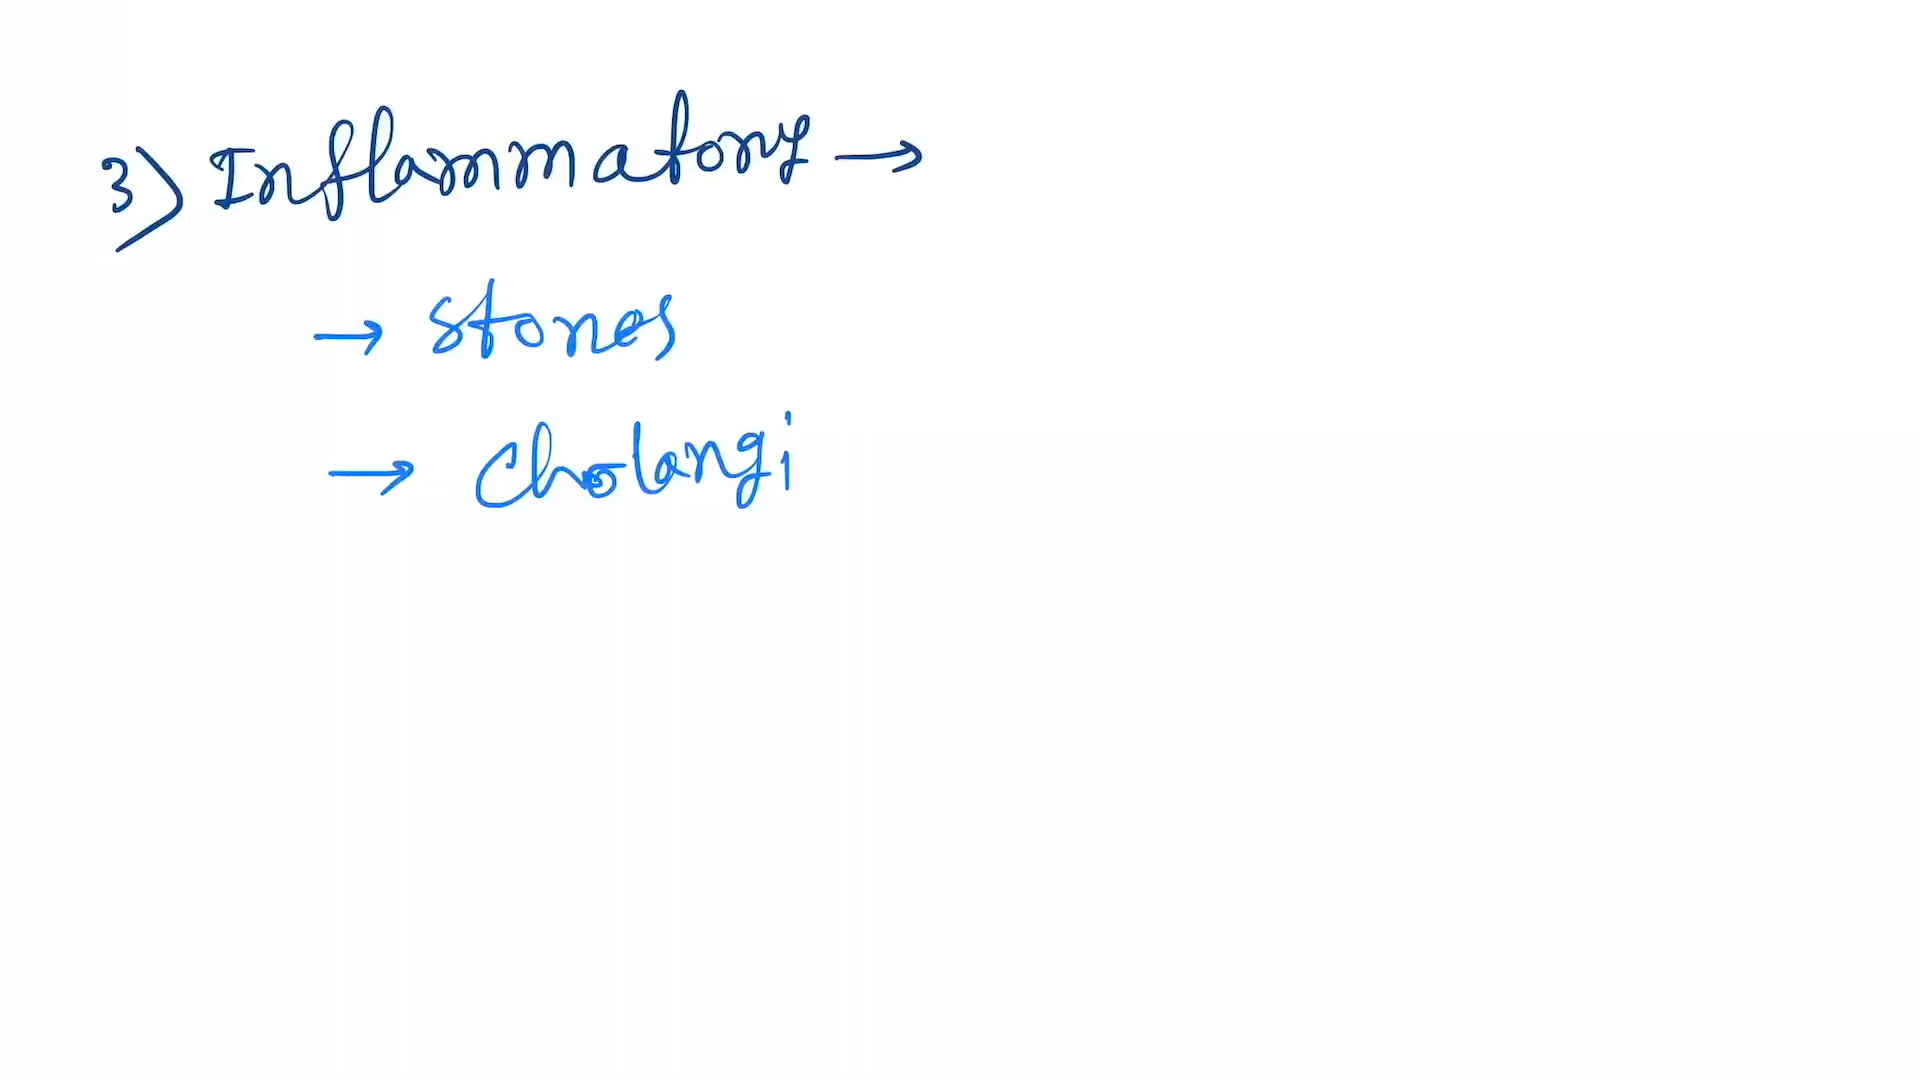 3) Inflammatory →
→ stones
→ Cholangi